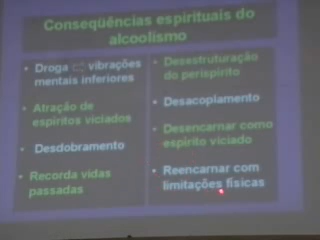 Conseqüências espirituais do
alcoolismo
• Droga ⇨ vibrações
mentais inferiores
• Atração de
espíritos viciados
• Desdobramento
• Recorda vidas
passadas
• Desestruturação
do perispírito
• Desacoplamento
• Desencarnar como
espírito viciado
• Reencarnar com
limitações físicas